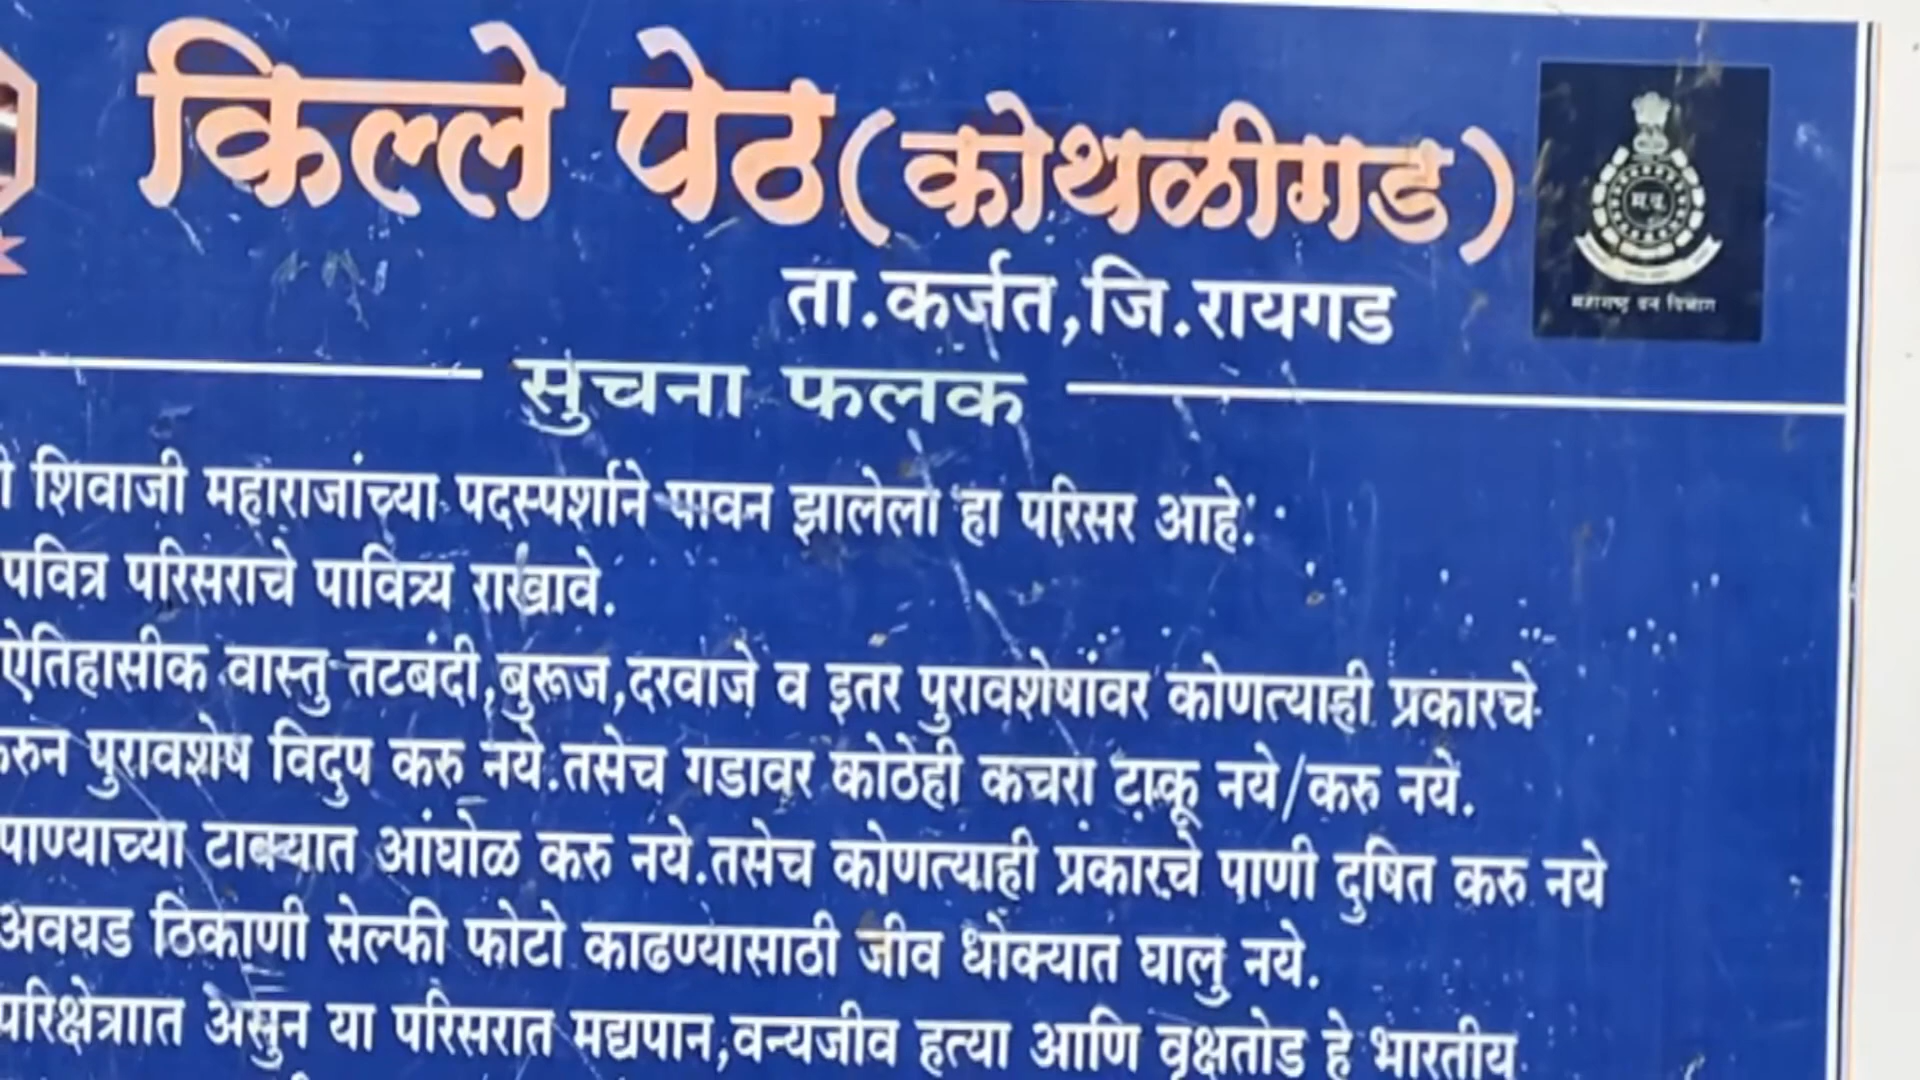 किल्ले पेठ (कोथळीगड)
म.व.
महाराष्ट्र वन विभाग
ता.कर्जत,जि.रायगड
सुचना फलक
शिवाजी महाराजांच्या पदस्पर्शाने पावन झालेला हा परिसर आहे.
पवित्र परिसराचे पावित्र्य राखावे.
ऐतिहासीक वास्तु तटबंदी,बुरूज,दरवाजे व इतर पुरावशेषांवर कोणत्याही प्रकारचे
पुरावशेष विदुप करु नये.तसेच गडावर कोठेही कचरा टाकू नये/करु नये.
पाण्याच्या टाक्यात आंघोळ करु नये.तसेच कोणत्याही प्रकारचे पाणी दुषित करु नये
अवघड ठिकाणी सेल्फी फोटो काढण्यासाठी जीव धोक्यात घालु नये.
परिक्षेत्राात असुन या परिसरात मद्यपान,वन्यजीव हत्या आणि वृक्षतोड हे भारतीय